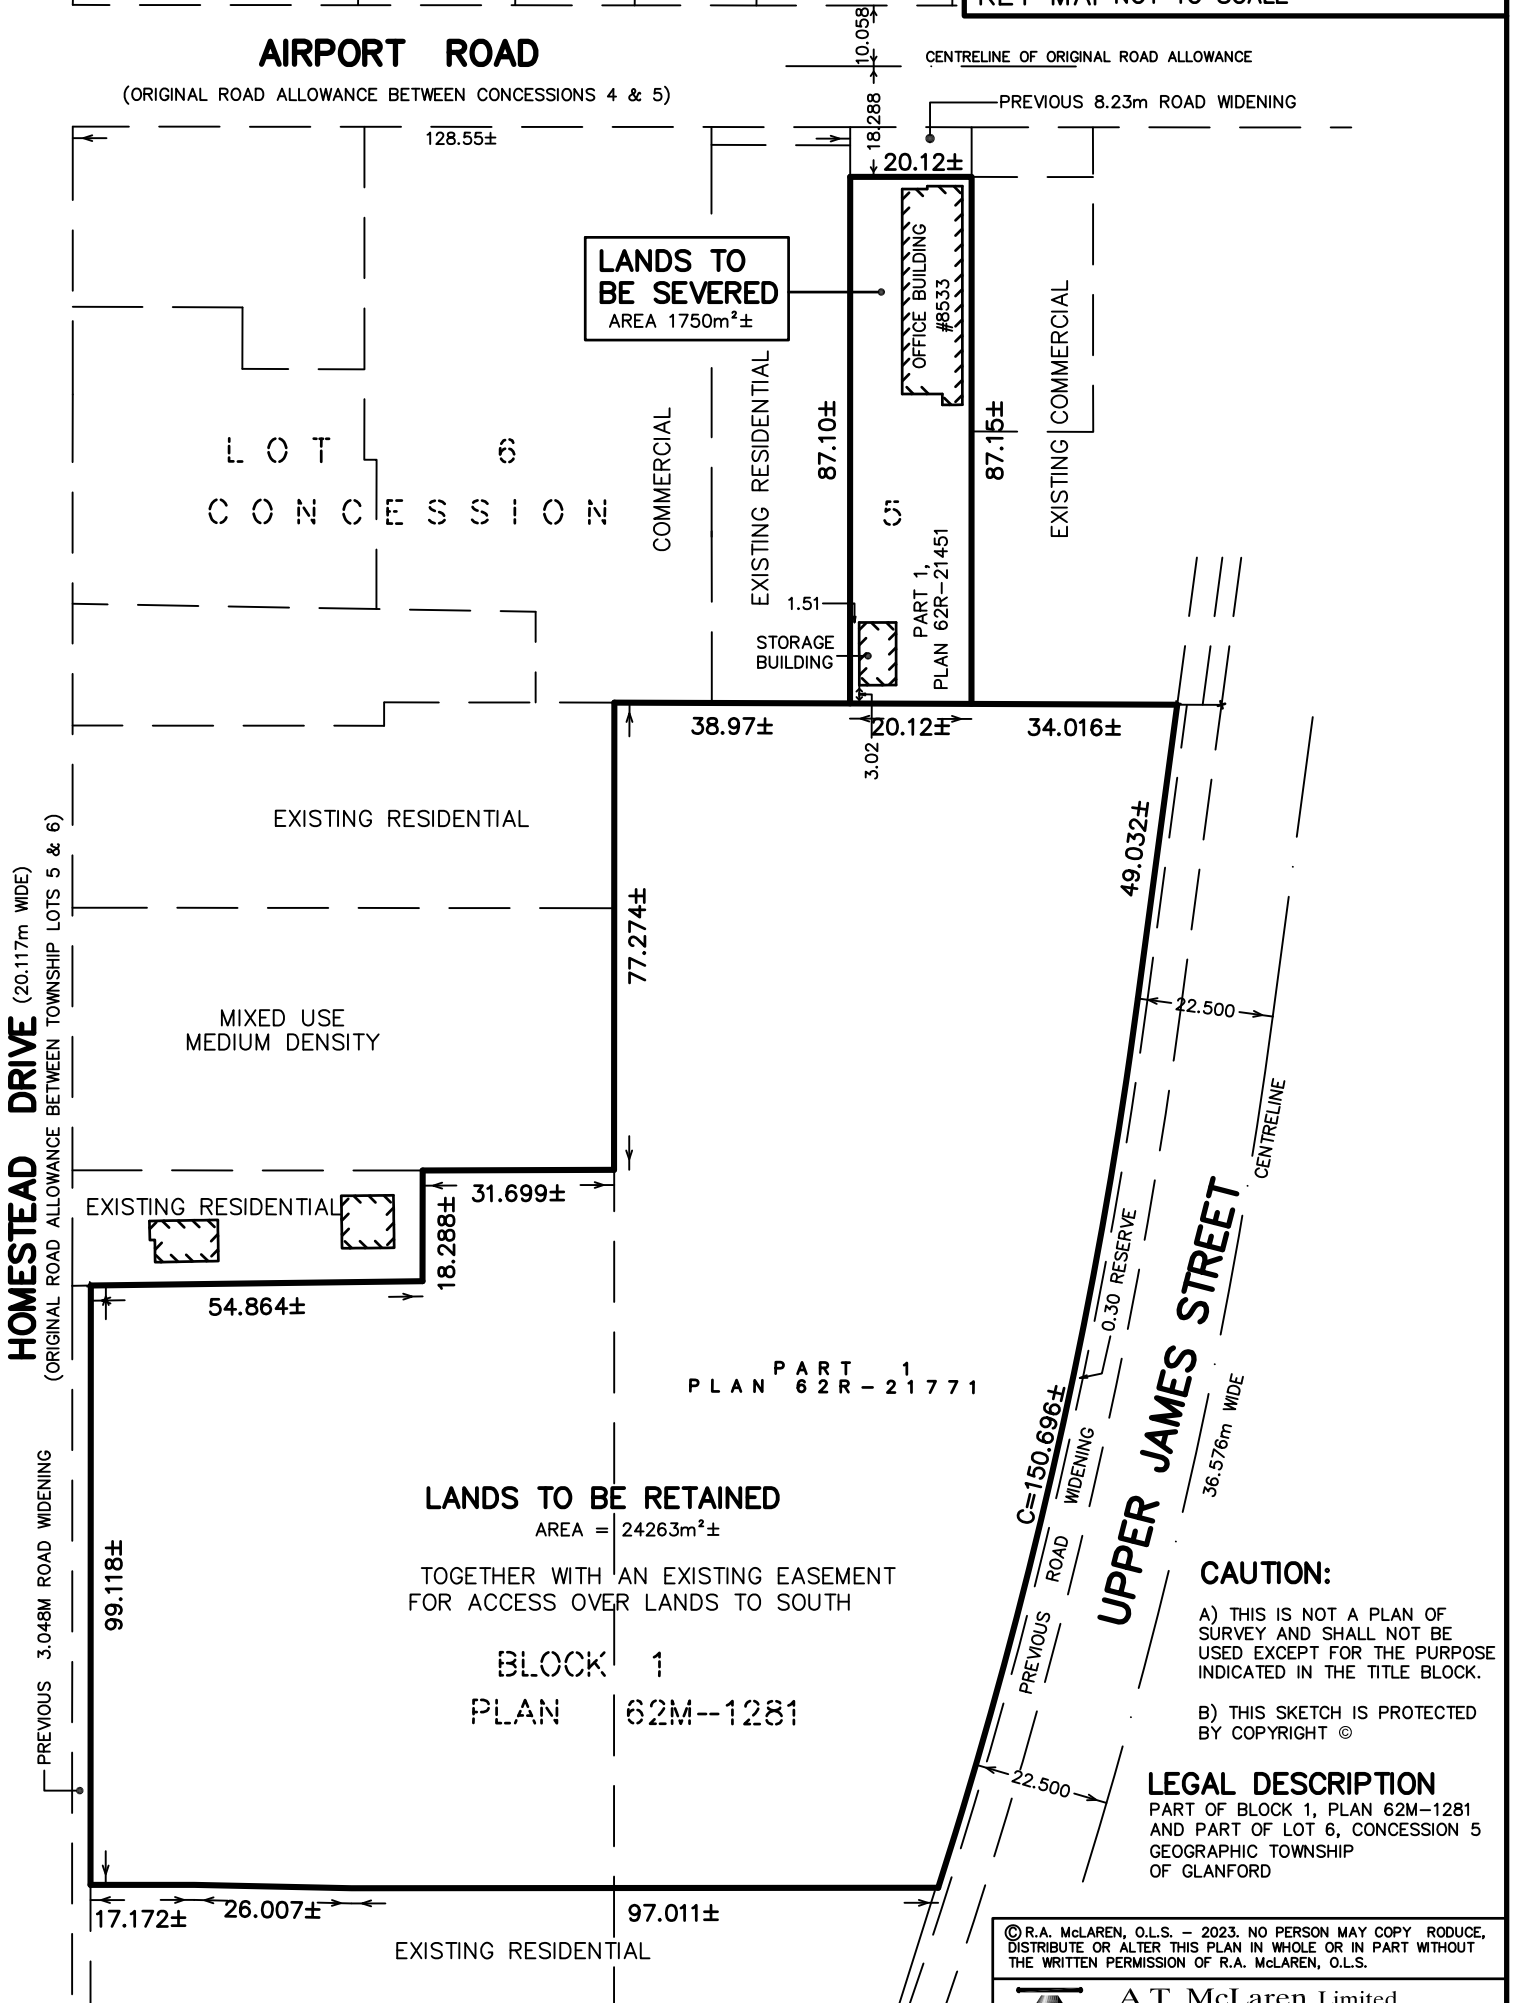 KEY MAP NOT TO SCALE
AIRPORT ROAD
(ORIGINAL ROAD ALLOWANCE BETWEEN CONCESSIONS 4 & 5)
10.058
CENTRELINE OF ORIGINAL ROAD ALLOWANCE
PREVIOUS 8.23m ROAD WIDENING
128.55±
18.288
20.12±
LANDS TO
BE SEVERED
AREA 1750m²±
OFFICE BUILDING
#8533
EXISTING COMMERCIAL
87.10±
87.15±
EXISTING RESIDENTIAL
COMMERCIAL
LOT 6
CONCESSION 5
PART 1,
PLAN 62R-21451
1.51
STORAGE
BUILDING
38.97±
20.12±
34.016±
3.02
EXISTING RESIDENTIAL
49.032±
77.274±
22.500
MIXED USE
MEDIUM DENSITY
HOMESTEAD DRIVE (20.117m WIDE)
(ORIGINAL ROAD ALLOWANCE BETWEEN TOWNSHIP LOTS 5 & 6)
CENTRELINE
EXISTING RESIDENTIAL
31.699±
18.288±
54.864±
0.30 RESERVE
UPPER JAMES STREET
36.576m WIDE
PART 1
PLAN 62R-21771
C=150.696±
PREVIOUS ROAD WIDENING
PREVIOUS 3.048M ROAD WIDENING
99.118±
LANDS TO BE RETAINED
AREA = 24263m²±
TOGETHER WITH AN EXISTING EASEMENT
FOR ACCESS OVER LANDS TO SOUTH
BLOCK 1
PLAN 62M--1281
CAUTION:
A) THIS IS NOT A PLAN OF
SURVEY AND SHALL NOT BE
USED EXCEPT FOR THE PURPOSE
INDICATED IN THE TITLE BLOCK.
B) THIS SKETCH IS PROTECTED
BY COPYRIGHT ©
22.500
LEGAL DESCRIPTION
PART OF BLOCK 1, PLAN 62M-1281
AND PART OF LOT 6, CONCESSION 5
GEOGRAPHIC TOWNSHIP
OF GLANFORD
17.172±
26.007±
97.011±
EXISTING RESIDENTIAL
© R.A. McLAREN, O.L.S. - 2023. NO PERSON MAY COPY RODUCE,
DISTRIBUTE OR ALTER THIS PLAN IN WHOLE OR IN PART WITHOUT
THE WRITTEN PERMISSION OF R.A. McLAREN, O.L.S.
A.T. McLaren Limited